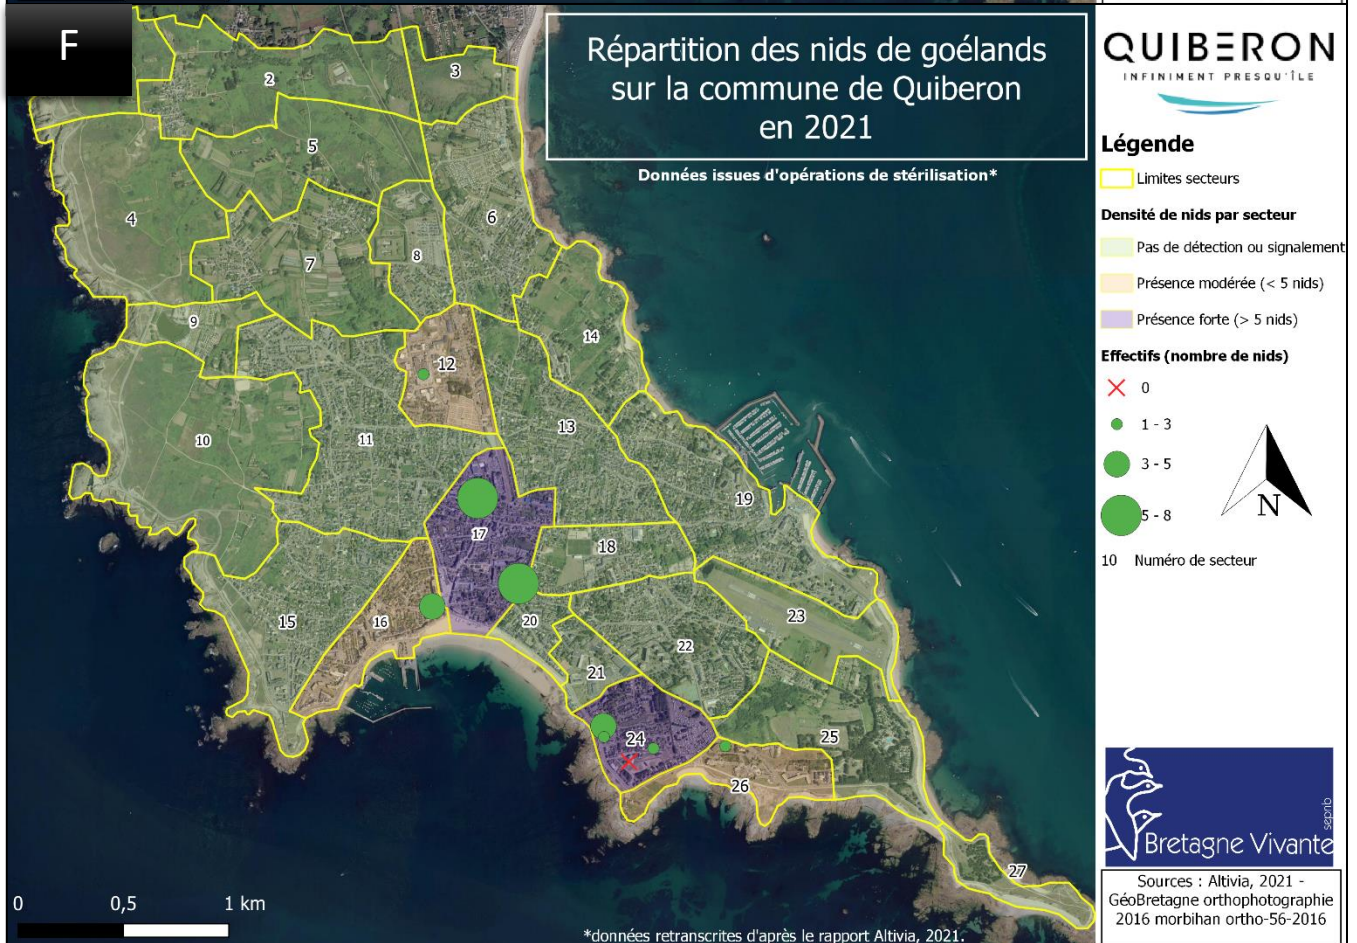 F
Répartition des nids de goélands
sur la commune de Quiberon
en 2021
Données issues d'opérations de stérilisation*
2
3
5
4
6
7
8
9
14
12
10
11
13
19
17
18
15
16
20
23
22
21
24
25
26
27
0 0,5 1 km
*données retranscrites d'après le rapport Altivia, 2021.
QUIBERON
INFINIMENT PRESQU'ÎLE
Légende
Limites secteurs
Densité de nids par secteur
Pas de détection ou signalement
Présence modérée (< 5 nids)
Présence forte (> 5 nids)
Effectifs (nombre de nids)
0
1 - 3
3 - 5
5 - 8
N
10 Numéro de secteur
Bretagne Vivante
sepnb
Sources : Altivia, 2021 -
GéoBretagne orthophotographie
2016 morbihan ortho-56-2016